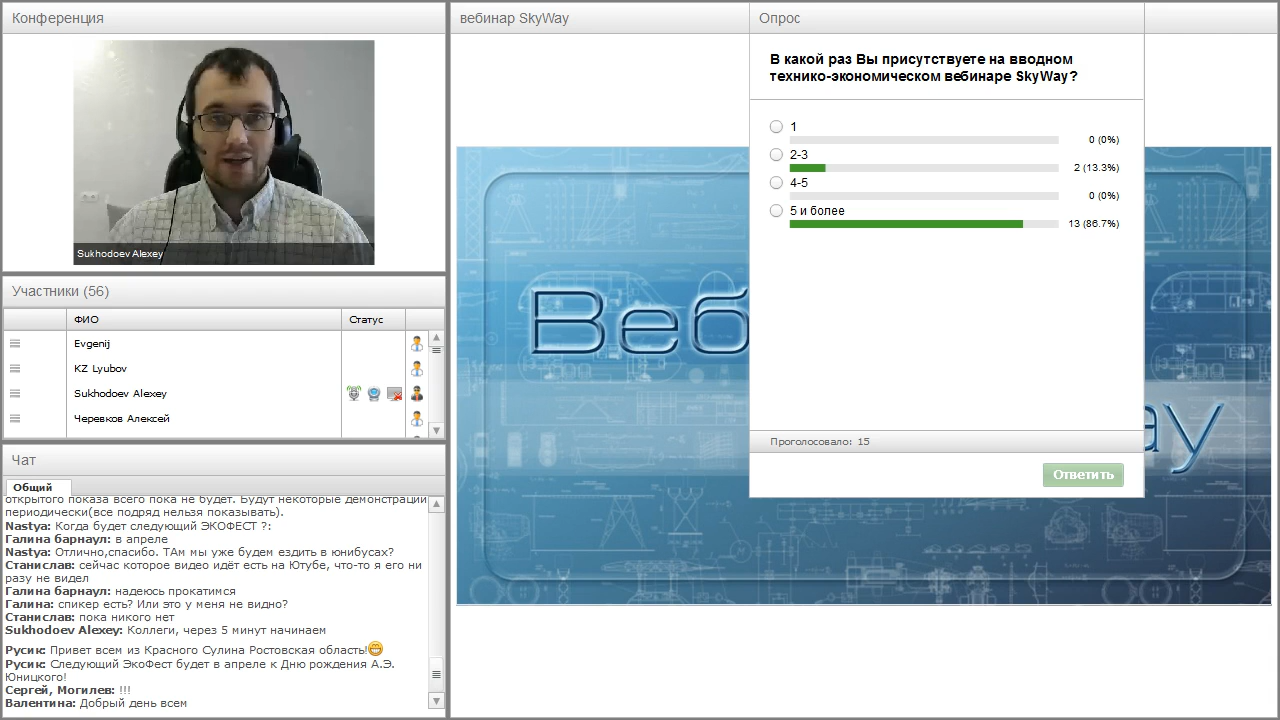 Конференция
Sukhodoev Alexey
Участники (56)
ФИО
Статус
Evgenij
KZ Lyubov
Sukhodoev Alexey
Черевков Алексей
Чат
Общий
открытого показа всего пока не будет. Будут некоторые демонстрации
периодически(все подряд нельзя показывать).
Nastya: Когда будет следующий ЭКОФЕСТ ?:
Галина барнаул: в апреле
Nastya: Отлично,спасибо. ТАм мы уже будем ездить в юнибусах?
Станислав: сейчас которое видео идёт есть на Ютубе, что-то я его ни
разу не видел
Галина барнаул: надеюсь прокатимся
Галина: спикер есть? Или это у меня не видно?
Станислав: пока никого нет
Sukhodoev Alexey: Коллеги, через 5 минут начинаем
Русик: Привет всем из Красного Сулина Ростовская область!
Русик: Следующий ЭкоФест будет в апреле к Дню рождения А.Э.
Юницкого!
Сергей, Могилев: !!!
Валентина: Добрый день всем
вебинар SkyWay
Веб
ay
Опрос
В какой раз Вы присутствуете на вводном
технико-экономическом вебинаре SkyWay?
1
0 (0%)
2-3
2 (13.3%)
4-5
0 (0%)
5 и более
13 (86.7%)
Проголосовало: 15
Ответить